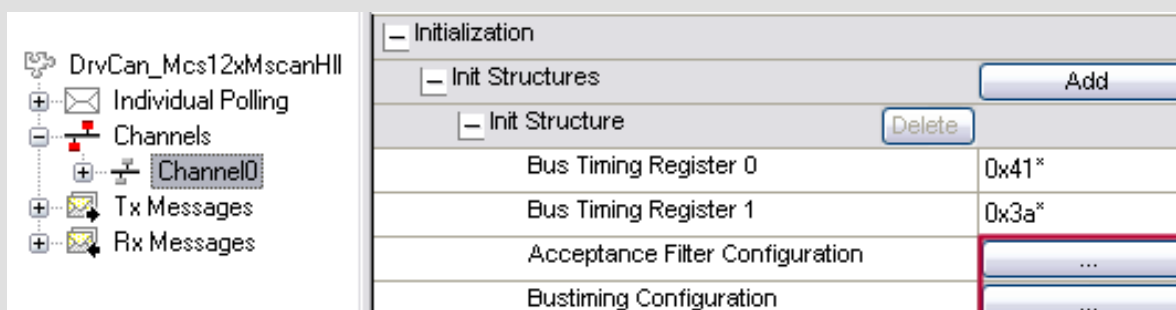 DrvCan_Mcs12xMscanHll
Individual Polling
Channels
Channel0
Tx Messages
Rx Messages
Initialization
Init Structures
Add
Init Structure
Delete
Bus Timing Register 0
0x41*
Bus Timing Register 1
0x3a*
Acceptance Filter Configuration
...
Bustiming Configuration
...